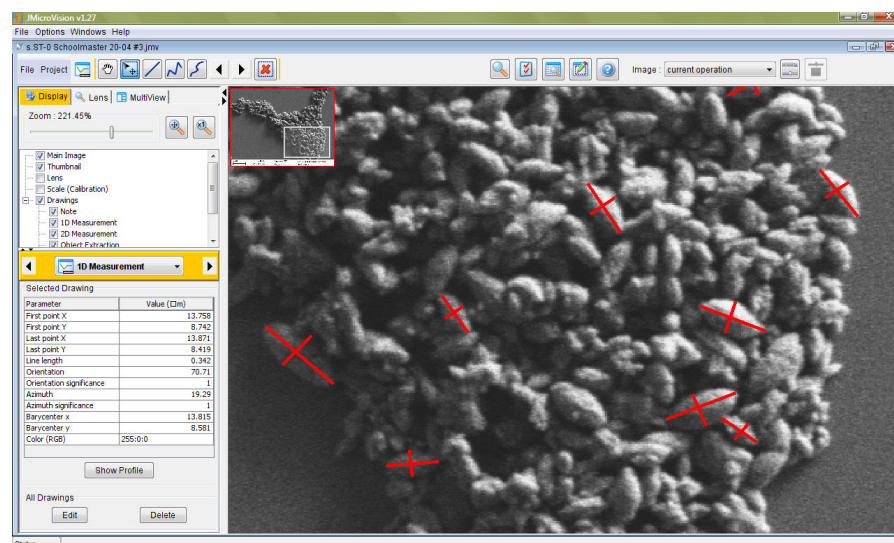 JMicroVision v1.27
File Options Windows Help
s.ST-0 Schoolmaster 20-04 #3.jmv
File Project
Image : current operation
Display Lens MultiView
Zoom : 221.45%
x1
Main Image
Thumbnail
Lens
Scale (Calibration)
Drawings
Note
1D Measurement
2D Measurement
Object Extraction
1D Measurement
Selected Drawing
Parameter Value (□m)
First point X 13.758
First point Y 8.742
Last point X 13.871
Last point Y 8.419
Line length 0.342
Orientation 70.71
Orientation significance 1
Azimuth 19.29
Azimuth significance 1
Barycenter x 13.815
Barycenter y 8.581
Color (RGB) 255:0:0
Show Profile
All Drawings
Edit Delete